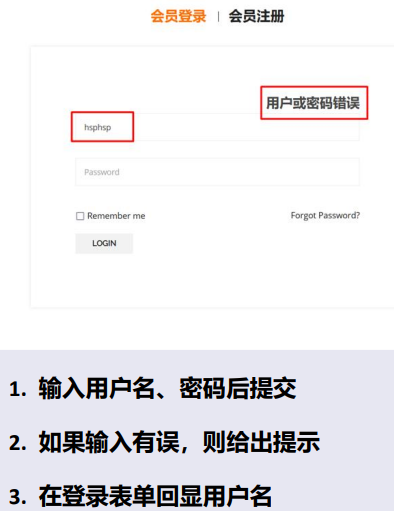 会员登录 | 会员注册
用户或密码错误
hsphsp
Password
Remember me Forgot Password?
LOGIN
1. 输入用户名、密码后提交
2. 如果输入有误，则给出提示
3. 在登录表单回显用户名